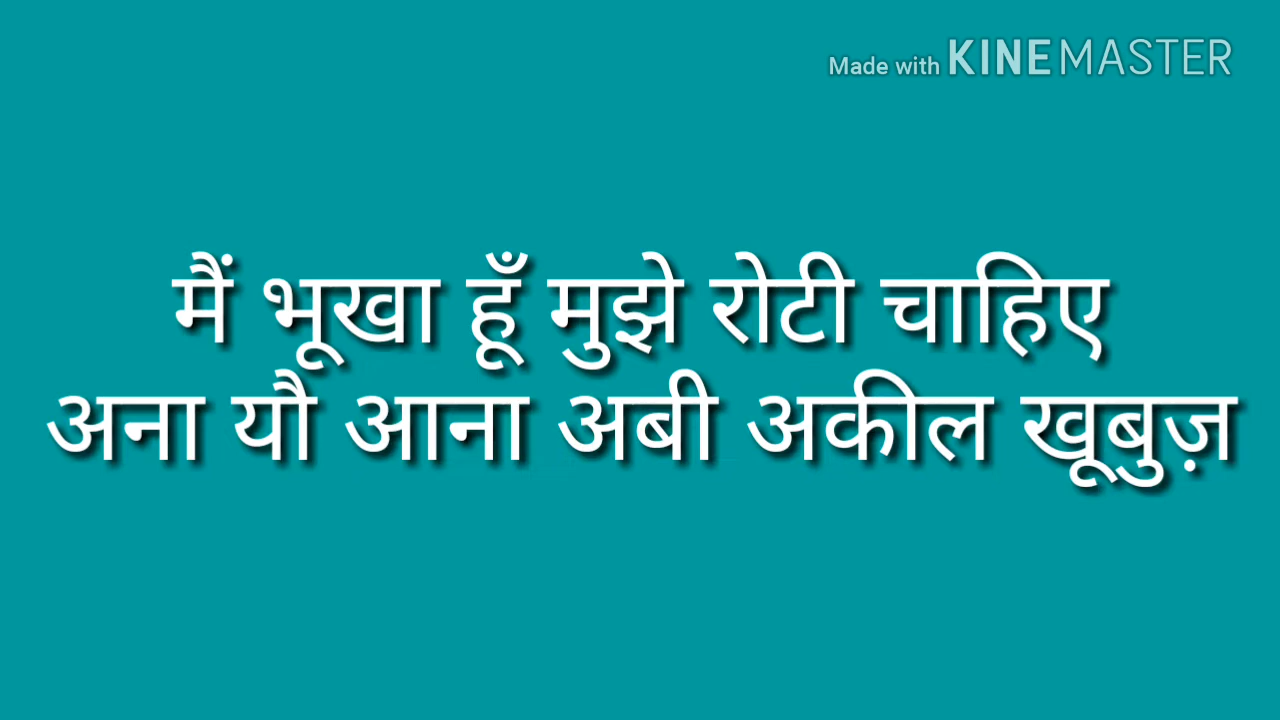 Made with KINEMASTER
मैं भूखा हूँ मुझे रोटी चाहिए
अना यौ आना अबी अकील खूबुज़